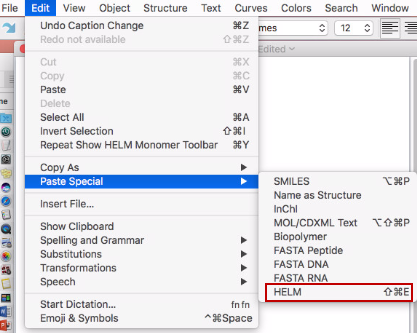 File Edit View Object Structure Text Curves Colors Search Window
Undo Caption Change ⌘Z
Redo not available ⇧⌘Z
mes 12
Edited
Cut ⌘X
Copy ⌘C
Paste ⌘V
Delete
Select All ⌘A
Invert Selection ⇧⌘I
Repeat Show HELM Monomer Toolbar ⌘Y
Copy As
Paste Special
SMILES ⌥⌘P
Name as Structure
InChI
MOL/CDXML Text ⌥⇧⌘P
Biopolymer
FASTA Peptide
FASTA DNA
FASTA RNA
HELM ⇧⌘E
Insert File...
Show Clipboard
Spelling and Grammar
Substitutions
Transformations
Speech
Start Dictation... fn fn
Emoji & Symbols ^⌘Space